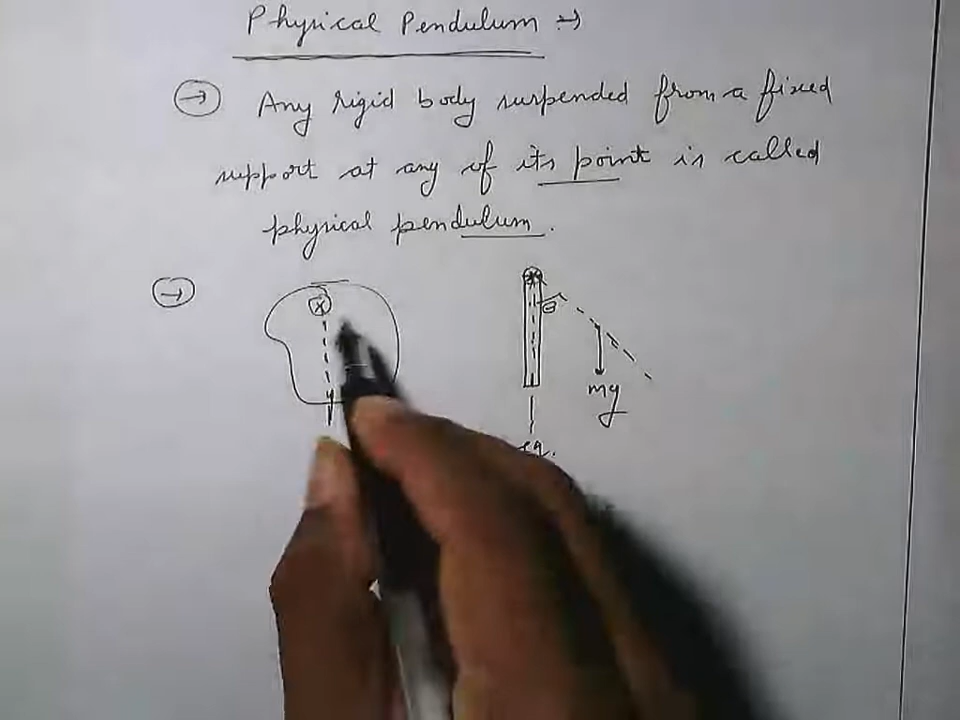 Physical Pendulum :→
→ Any rigid body suspended from a fixed
support at any of its point is called
physical pendulum.
→
x
θ
mg